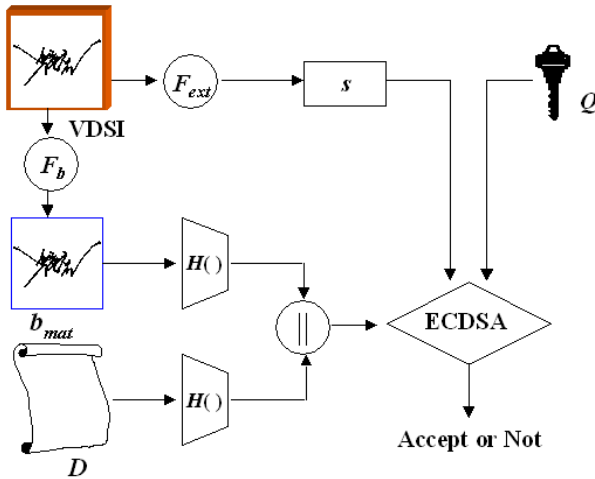 F_ext
s
Q
VDSI
F_b
H( )
b_mat
||
ECDSA
H( )
D
Accept or Not